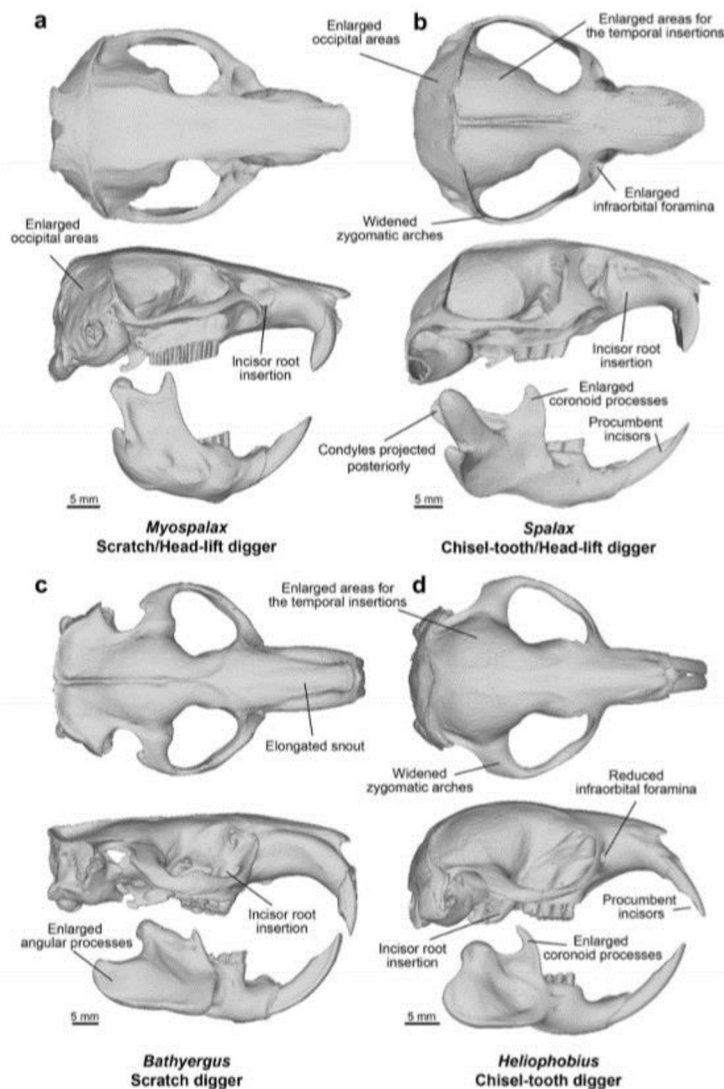 a
Enlarged
occipital areas
b
Enlarged areas for
the temporal insertions
Enlarged
infraorbital foramina
Widened
zygomatic arches
Enlarged
occipital areas
Incisor root
insertion
Incisor root
insertion
Enlarged
coronoid processes
Procumbent
incisors
Condyles projected
posteriorly
5 mm
Myospalax
Scratch/Head-lift digger
5 mm
Spalax
Chisel-tooth/Head-lift digger
c
Enlarged areas for
the temporal insertions
d
Elongated snout
Widened
zygomatic arches
Reduced
infraorbital foramina
Incisor root
insertion
Procumbent
incisors
Enlarged
angular processes
Incisor root
insertion
Enlarged
coronoid processes
5 mm
Bathyergus
Scratch digger
5 mm
Heliophobius
Chisel-tooth digger